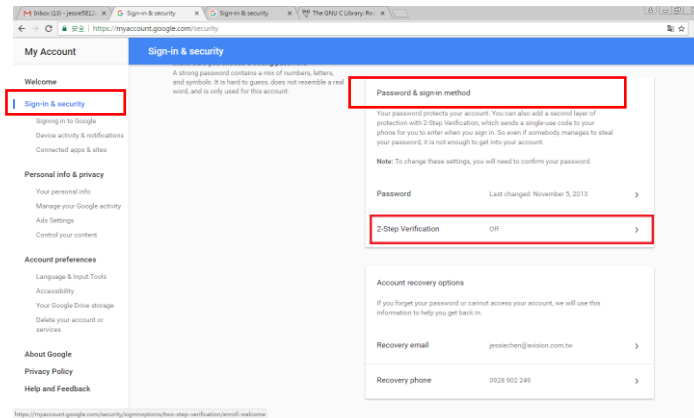 Inbox (13) - jessie5812
Sign-in & security
Sign-in & security
The GNU C Library: Re
https://myaccount.google.com/security
My Account
Sign-in & security
Welcome
Sign-in & security
Signing in to Google
Device activity & notifications
Connected apps & sites
Personal info & privacy
Your personal info
Manage your Google activity
Ads Settings
Control your content
Account preferences
Language & Input Tools
Accessibility
Your Google Drive storage
Delete your account or
services
About Google
Privacy Policy
Help and Feedback
A strong password contains a mix of numbers, letters,
and symbols. It is hard to guess, does not resemble a real
word, and is only used for this account.
Password & sign-in method
Your password protects your account. You can also add a second layer of
protection with 2-Step Verification, which sends a single-use code to your
phone for you to enter when you sign in. So even if somebody manages to steal
your password, it is not enough to get into your account.
Note: To change these settings, you will need to confirm your password.
Password Last changed: November 5, 2013
2-Step Verification Off
Account recovery options
If you forget your password or cannot access your account, we will use this
information to help you get back in.
Recovery email jessiechen@avision.com.tw
Recovery phone 0928 902 249
https://myaccount.google.com/security/signinoptions/two-step-verification/enroll-welcome